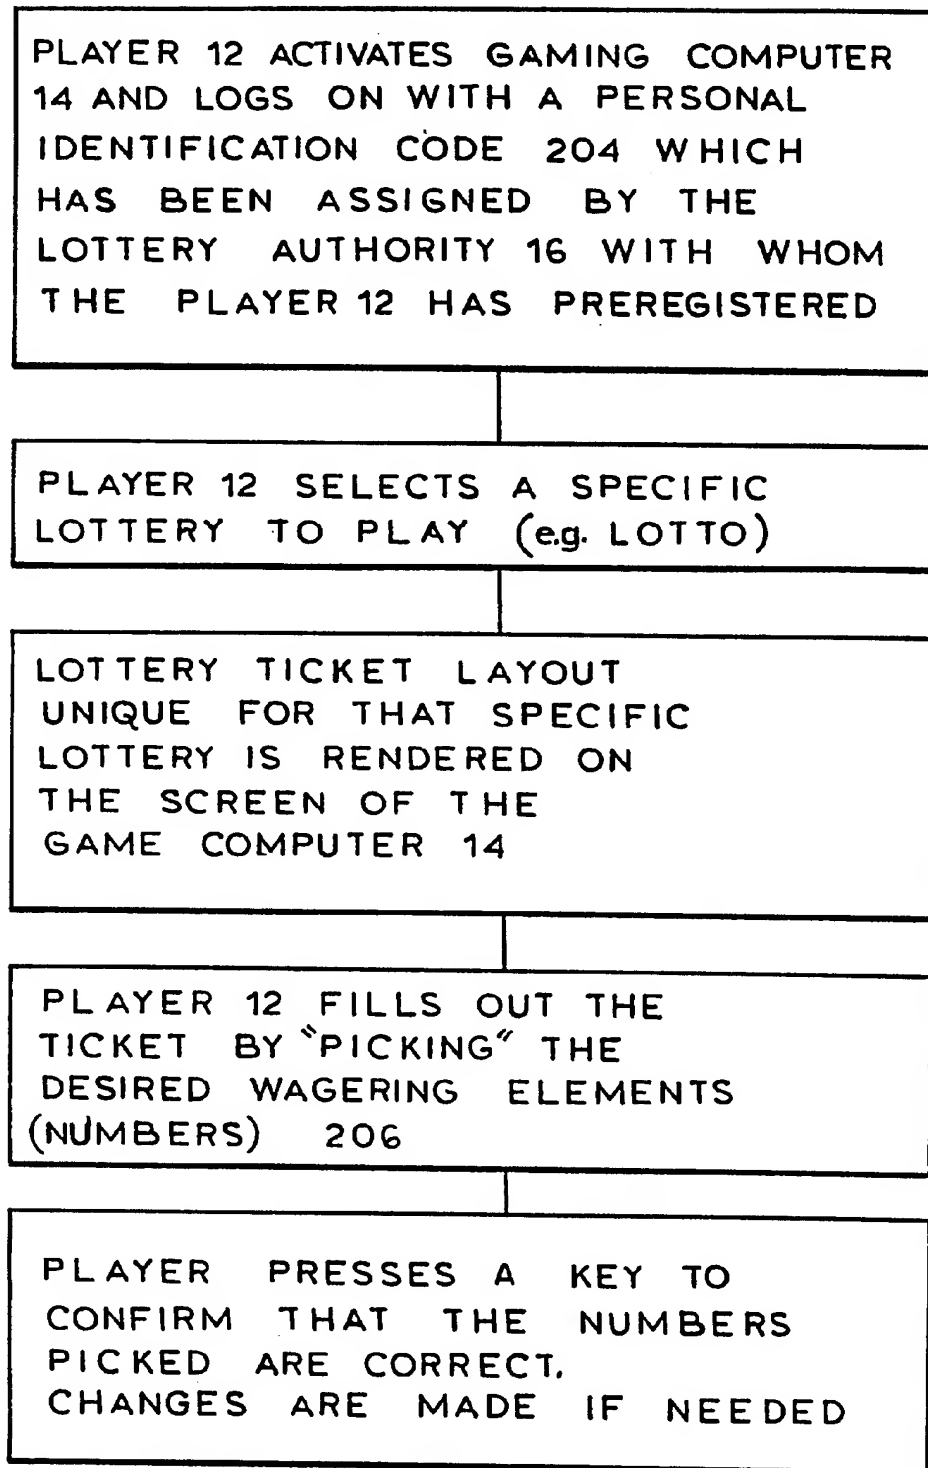 PLAYER 12 ACTIVATES GAMING COMPUTER
14 AND LOGS ON WITH A PERSONAL
IDENTIFICATION CODE 204 WHICH
HAS BEEN ASSIGNED BY THE
LOTTERY AUTHORITY 16 WITH WHOM
THE PLAYER 12 HAS PREREGISTERED
PLAYER 12 SELECTS A SPECIFIC
LOTTERY TO PLAY (e.g. LOTTO)
LOTTERY TICKET LAYOUT
UNIQUE FOR THAT SPECIFIC
LOTTERY IS RENDERED ON
THE SCREEN OF THE
GAME COMPUTER 14
PLAYER 12 FILLS OUT THE
TICKET BY "PICKING" THE
DESIRED WAGERING ELEMENTS
(NUMBERS) 206
PLAYER PRESSES A KEY TO
CONFIRM THAT THE NUMBERS
PICKED ARE CORRECT.
CHANGES ARE MADE IF NEEDED